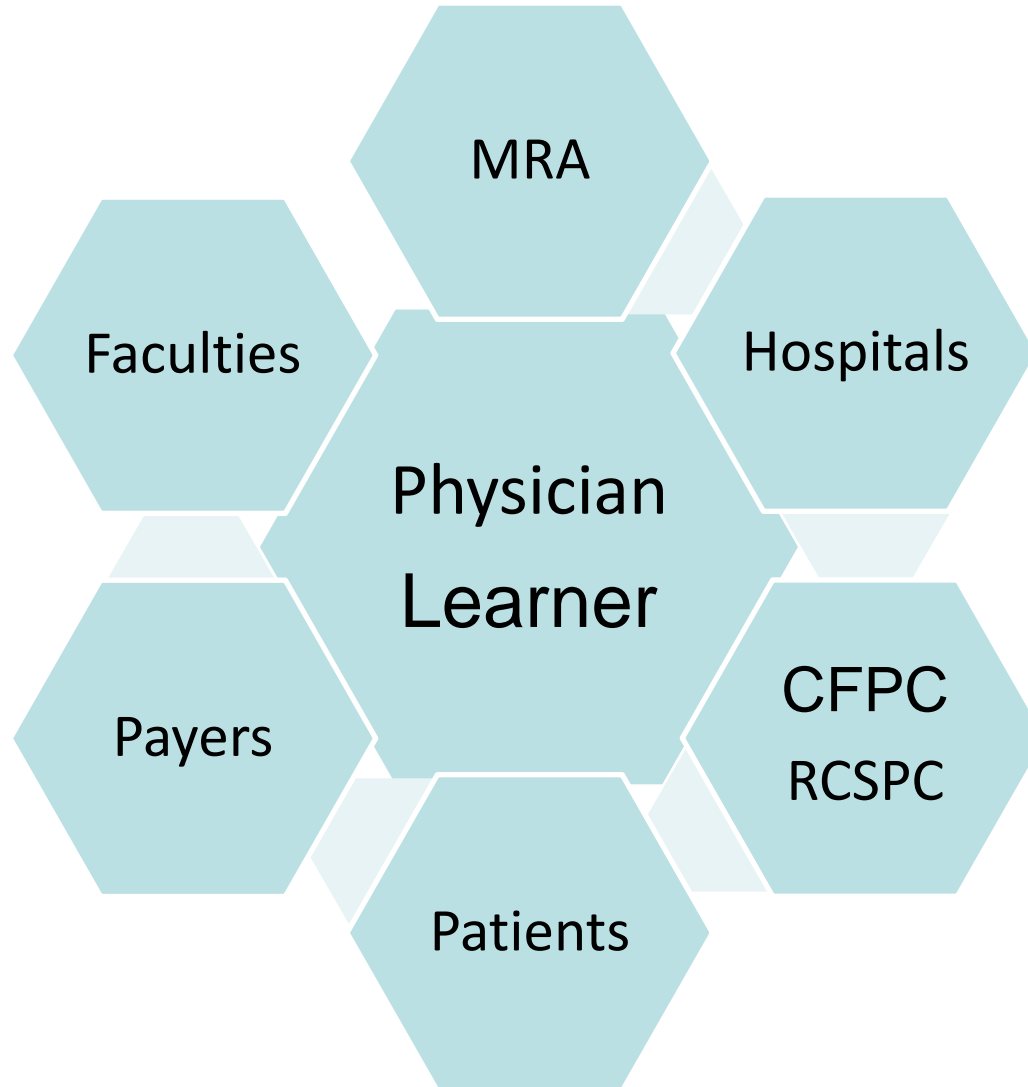 MRA
Faculties
Hospitals
Physician
Learner
CFPC
RCSPC
Payers
Patients